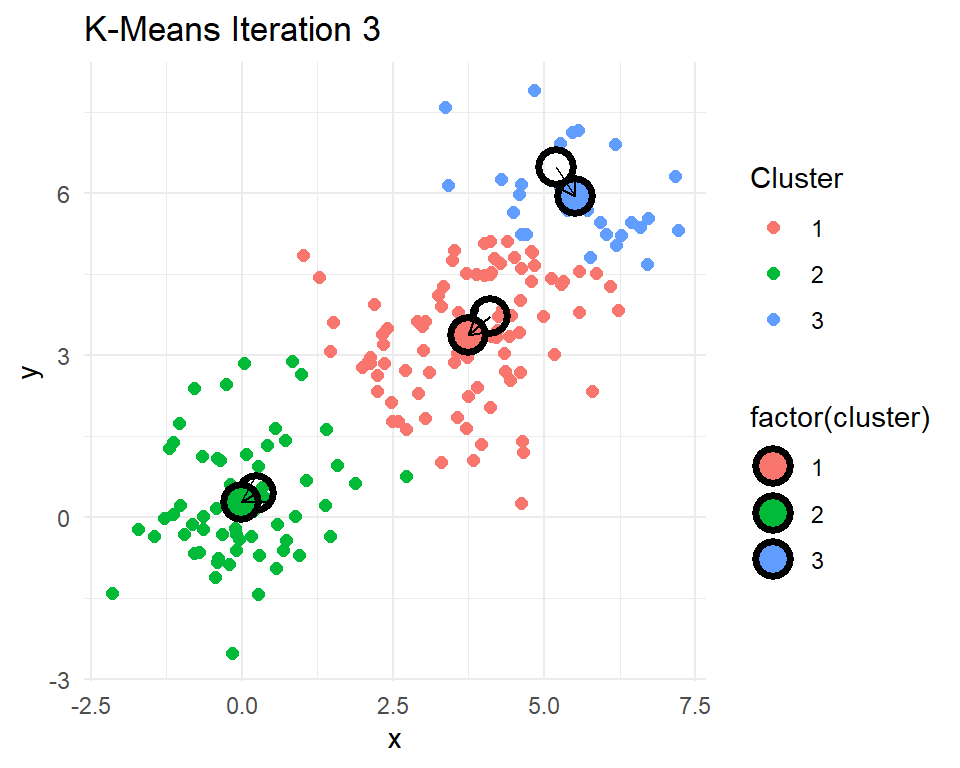 K-Means Iteration 3
y
6
3
0
-3
-2.5 0.0 2.5 5.0 7.5
x
Cluster
1
2
3
factor(cluster)
1
2
3